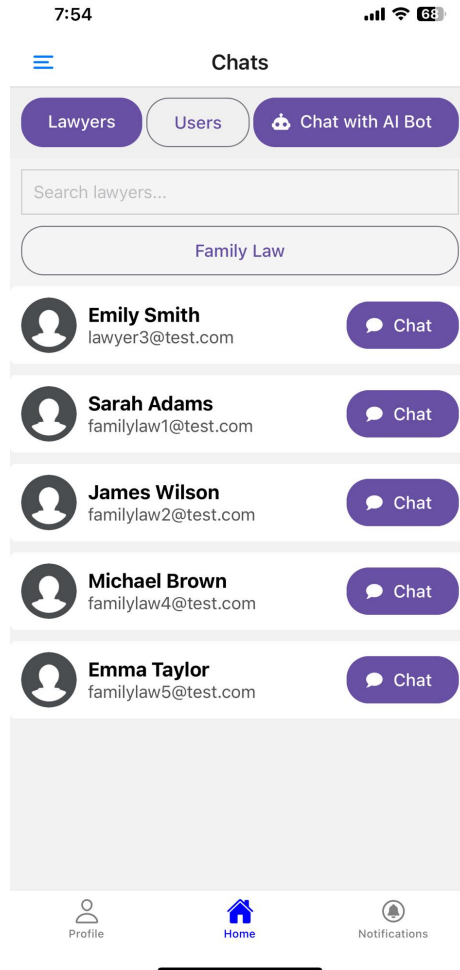 7:54
68
Chats
Lawyers
Users
Chat with AI Bot
Search lawyers...
Family Law
Emily Smith
lawyer3@test.com
Chat
Sarah Adams
familylaw1@test.com
Chat
James Wilson
familylaw2@test.com
Chat
Michael Brown
familylaw4@test.com
Chat
Emma Taylor
familylaw5@test.com
Chat
Profile
Home
Notifications